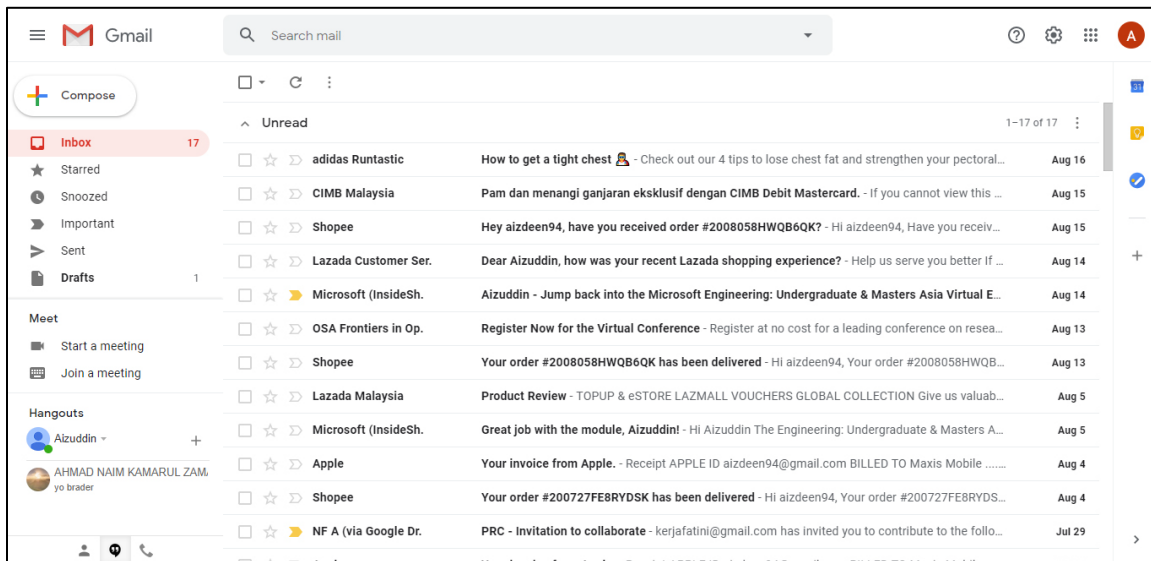 Gmail
Search mail
A
Compose
31
Unread
1–17 of 17
Inbox 17
Starred
Snoozed
Important
Sent
Drafts 1
Meet
Start a meeting
Join a meeting
Hangouts
Aizuddin
AHMAD NAIM KAMARUL ZAMA
yo brader
adidas Runtastic How to get a tight chest - Check out our 4 tips to lose chest fat and strengthen your pectoral... Aug 16
CIMB Malaysia Pam dan menangi ganjaran eksklusif dengan CIMB Debit Mastercard. - If you cannot view this ... Aug 15
Shopee Hey aizdeen94, have you received order #2008058HWQB6QK? - Hi aizdeen94, Have you receiv... Aug 15
Lazada Customer Ser. Dear Aizuddin, how was your recent Lazada shopping experience? - Help us serve you better If ... Aug 14
Microsoft (InsideSh. Aizuddin - Jump back into the Microsoft Engineering: Undergraduate & Masters Asia Virtual E... Aug 14
OSA Frontiers in Op. Register Now for the Virtual Conference - Register at no cost for a leading conference on resea... Aug 13
Shopee Your order #2008058HWQB6QK has been delivered - Hi aizdeen94, Your order #2008058HWQB... Aug 13
Lazada Malaysia Product Review - TOPUP & eSTORE LAZMALL VOUCHERS GLOBAL COLLECTION Give us valuab... Aug 5
Microsoft (InsideSh. Great job with the module, Aizuddin! - Hi Aizuddin The Engineering: Undergraduate & Masters A... Aug 5
Apple Your invoice from Apple. - Receipt APPLE ID aizdeen94@gmail.com BILLED TO Maxis Mobile ...... Aug 4
Shopee Your order #200727FE8RYDSK has been delivered - Hi aizdeen94, Your order #200727FE8RYDS... Aug 4
NF A (via Google Dr. PRC - Invitation to collaborate - kerjafatini@gmail.com has invited you to contribute to the follo... Jul 29